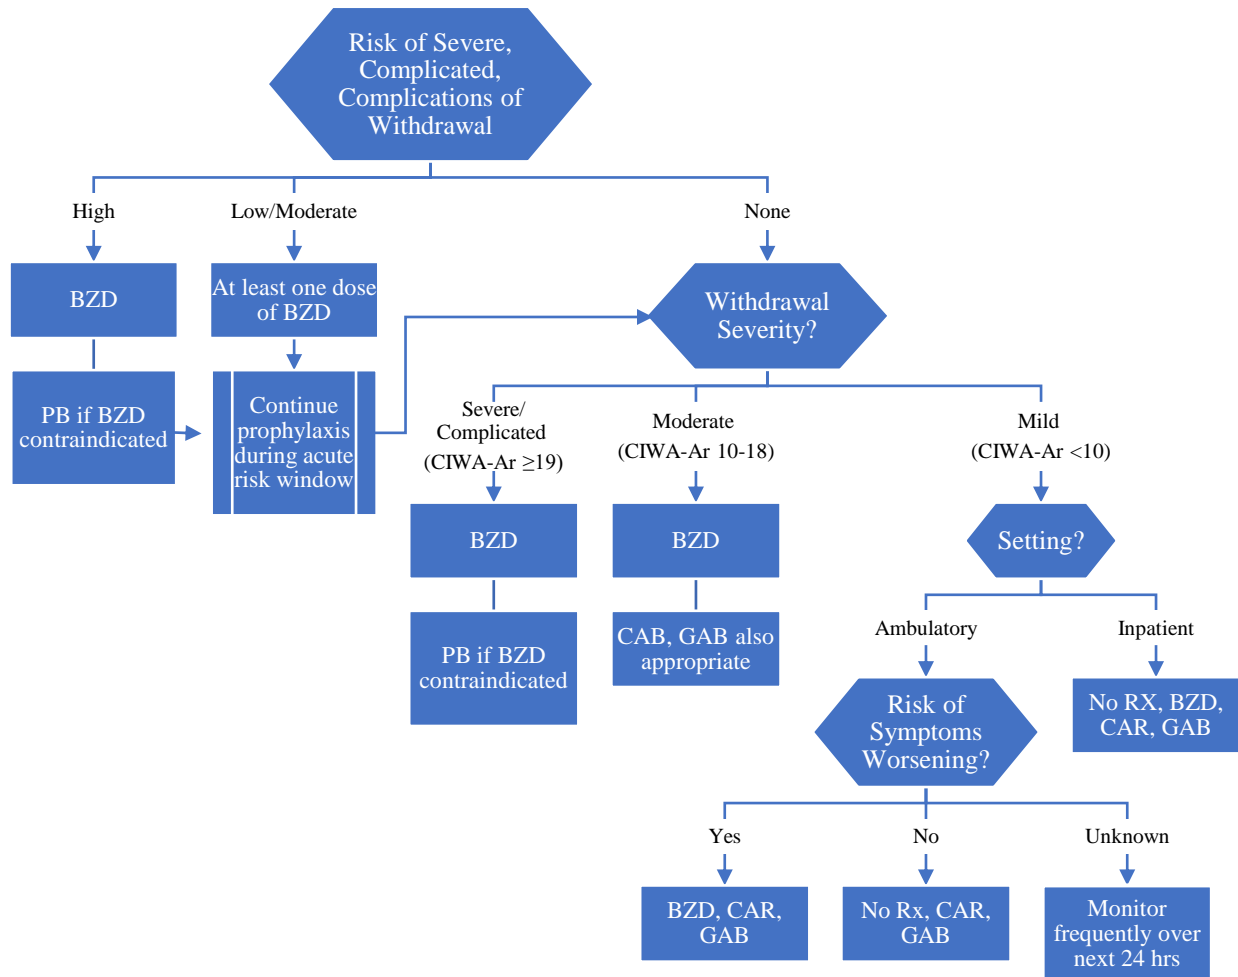 Risk of Severe,
Complicated,
Complications of
Withdrawal
High
Low/Moderate
None
BZD
At least one dose
of BZD
Withdrawal
Severity?
PB if BZD
contraindicated
Continue
prophylaxis
during acute
risk window
Severe/
Complicated
(CIWA-Ar ≥19)
Moderate
(CIWA-Ar 10-18)
Mild
(CIWA-Ar <10)
BZD
BZD
Setting?
PB if BZD
contraindicated
CAB, GAB also
appropriate
Ambulatory
Inpatient
Risk of
Symptoms
Worsening?
No RX, BZD,
CAR, GAB
Yes
No
Unknown
BZD, CAR,
GAB
No Rx, CAR,
GAB
Monitor
frequently over
next 24 hrs